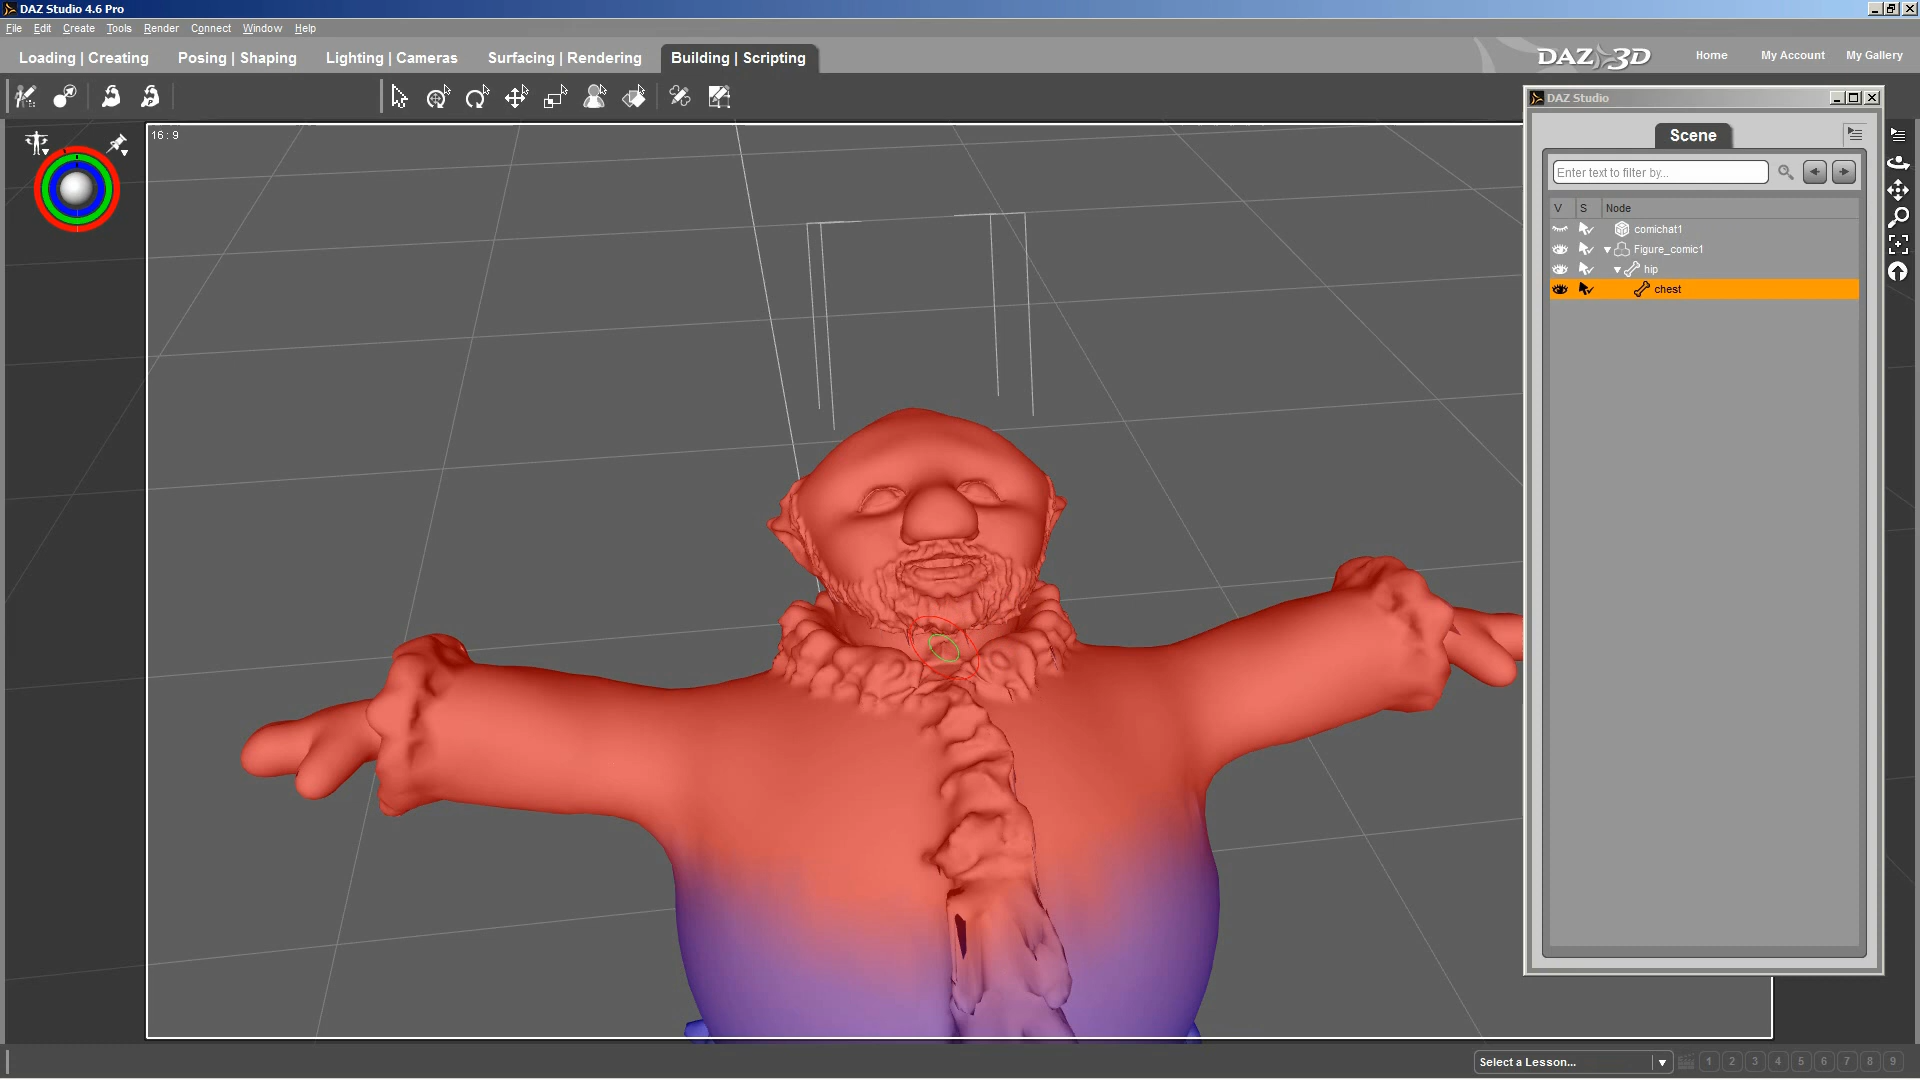 DAZ Studio 4.6 Pro
File Edit Create Tools Render Connect Window Help
Loading | Creating Posing | Shaping Lighting | Cameras Surfacing | Rendering Building | Scripting
DAZ 3D Home My Account My Gallery
16 : 9
DAZ Studio
Scene
Enter text to filter by...
V S Node
comichat1
Figure_comic1
hip
chest
Select a Lesson... 1 2 3 4 5 6 7 8 9